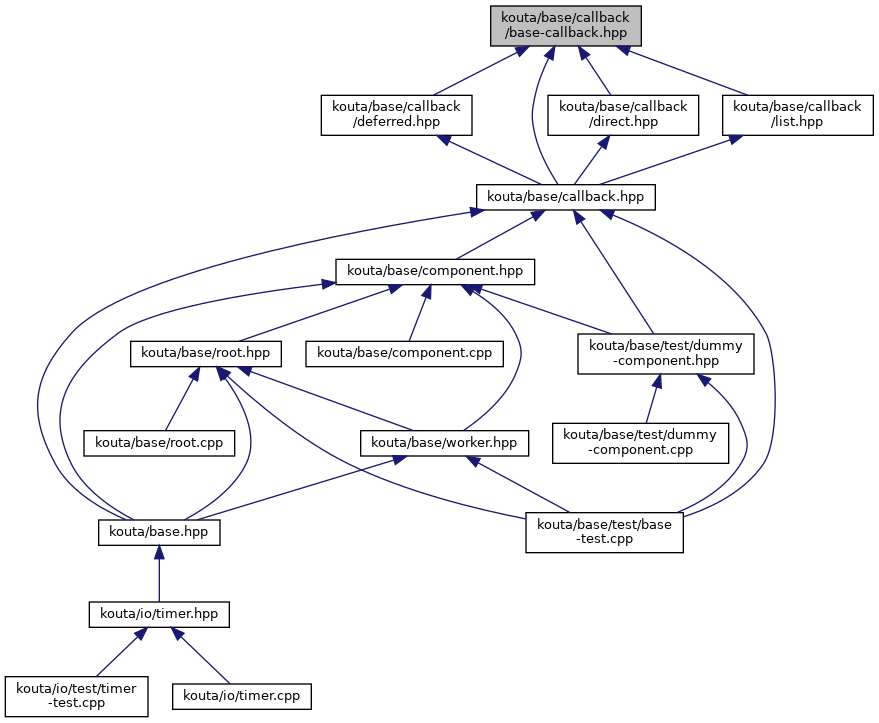 kouta/base/callback
/base-callback.hpp
kouta/base/callback
/deferred.hpp
kouta/base/callback
/direct.hpp
kouta/base/callback
/list.hpp
kouta/base/callback.hpp
kouta/base/component.hpp
kouta/base/root.hpp
kouta/base/component.cpp
kouta/base/test/dummy
-component.hpp
kouta/base/root.cpp
kouta/base/worker.hpp
kouta/base/test/dummy
-component.cpp
kouta/base.hpp
kouta/base/test/base
-test.cpp
kouta/io/timer.hpp
kouta/io/test/timer
-test.cpp
kouta/io/timer.cpp